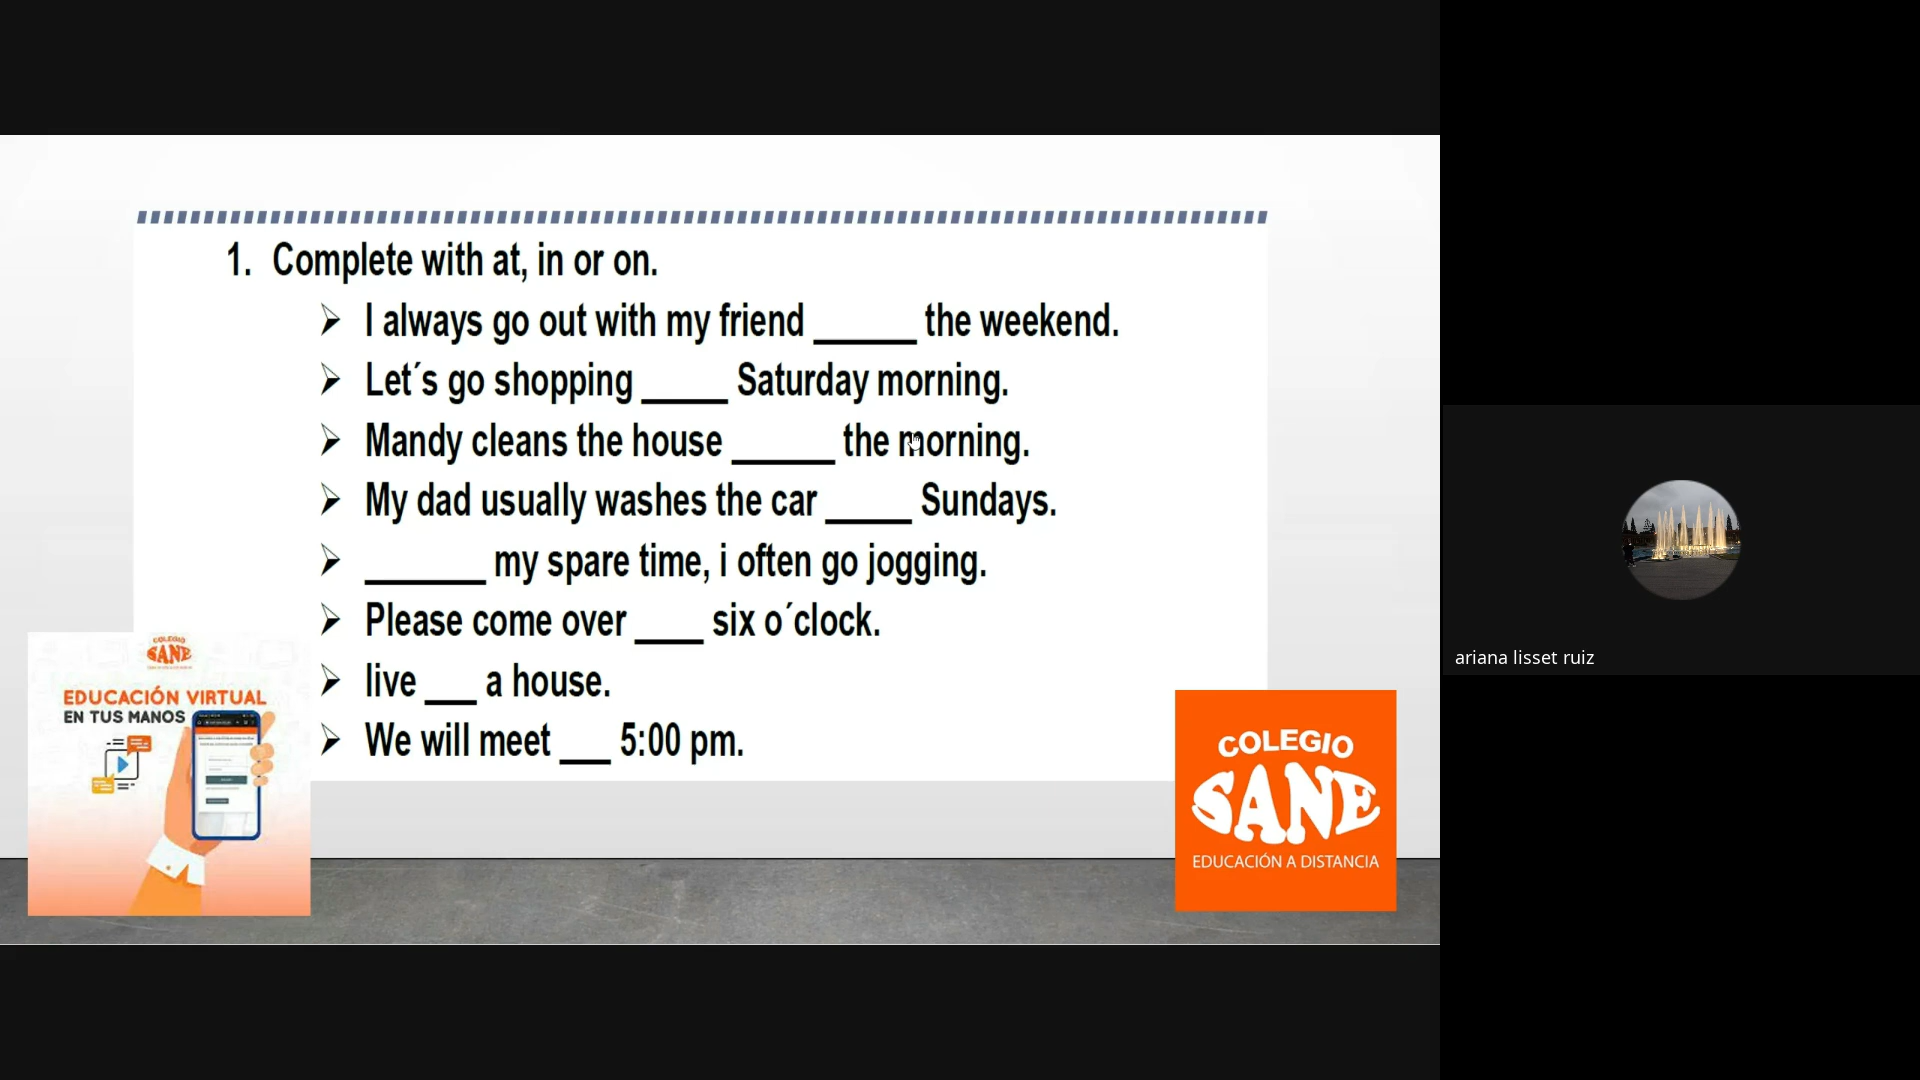 1. Complete with at, in or on.
➢ I always go out with my friend ______ the weekend.
➢ Let´s go shopping _____ Saturday morning.
➢ Mandy cleans the house ______ the morning.
➢ My dad usually washes the car _____ Sundays.
➢ _______ my spare time, i often go jogging.
➢ Please come over ____ six o´clock.
➢ live ___ a house.
➢ We will meet ___ 5:00 pm.
COLEGIO
SANE
EDUCACIÓN VIRTUAL
EN TUS MANOS
COLEGIO
SANE
EDUCACIÓN A DISTANCIA
ariana lisset ruiz